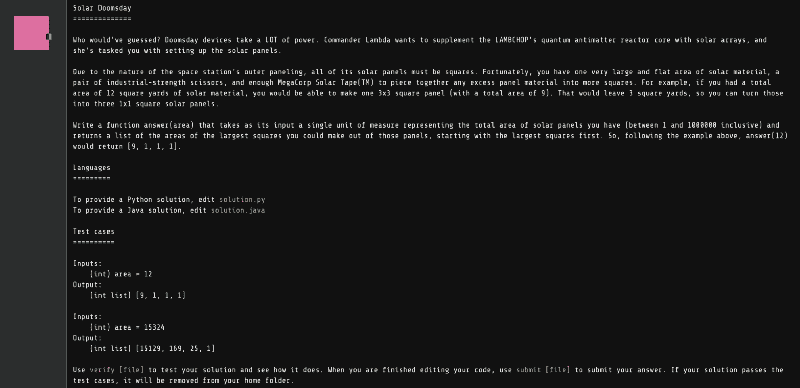 Solar Doomsday
==============
Who would've guessed? Doomsday devices take a LOT of power. Commander Lambda wants to supplement the LAMBCHOP's quantum antimatter reactor core with solar arrays, and
she's tasked you with setting up the solar panels.
Due to the nature of the space station's outer paneling, all of its solar panels must be squares. Fortunately, you have one very large and flat area of solar material, a
pair of industrial-strength scissors, and enough MegaCorp Solar Tape(TM) to piece together any excess panel material into more squares. For example, if you had a total
area of 12 square yards of solar material, you would be able to make one 3x3 square panel (with a total area of 9). That would leave 3 square yards, so you can turn those
into three 1x1 square solar panels.
Write a function answer(area) that takes as its input a single unit of measure representing the total area of solar panels you have (between 1 and 1000000 inclusive) and
returns a list of the areas of the largest squares you could make out of those panels, starting with the largest squares first. So, following the example above, answer(12)
would return [9, 1, 1, 1].
Languages
=========
To provide a Python solution, edit solution.py
To provide a Java solution, edit solution.java
Test cases
==========
Inputs:
(int) area = 12
Output:
(int list) [9, 1, 1, 1]
Inputs:
(int) area = 15324
Output:
(int list) [15129, 169, 25, 1]
Use verify [file] to test your solution and see how it does. When you are finished editing your code, use submit [file] to submit your answer. If your solution passes the
test cases, it will be removed from your home folder.